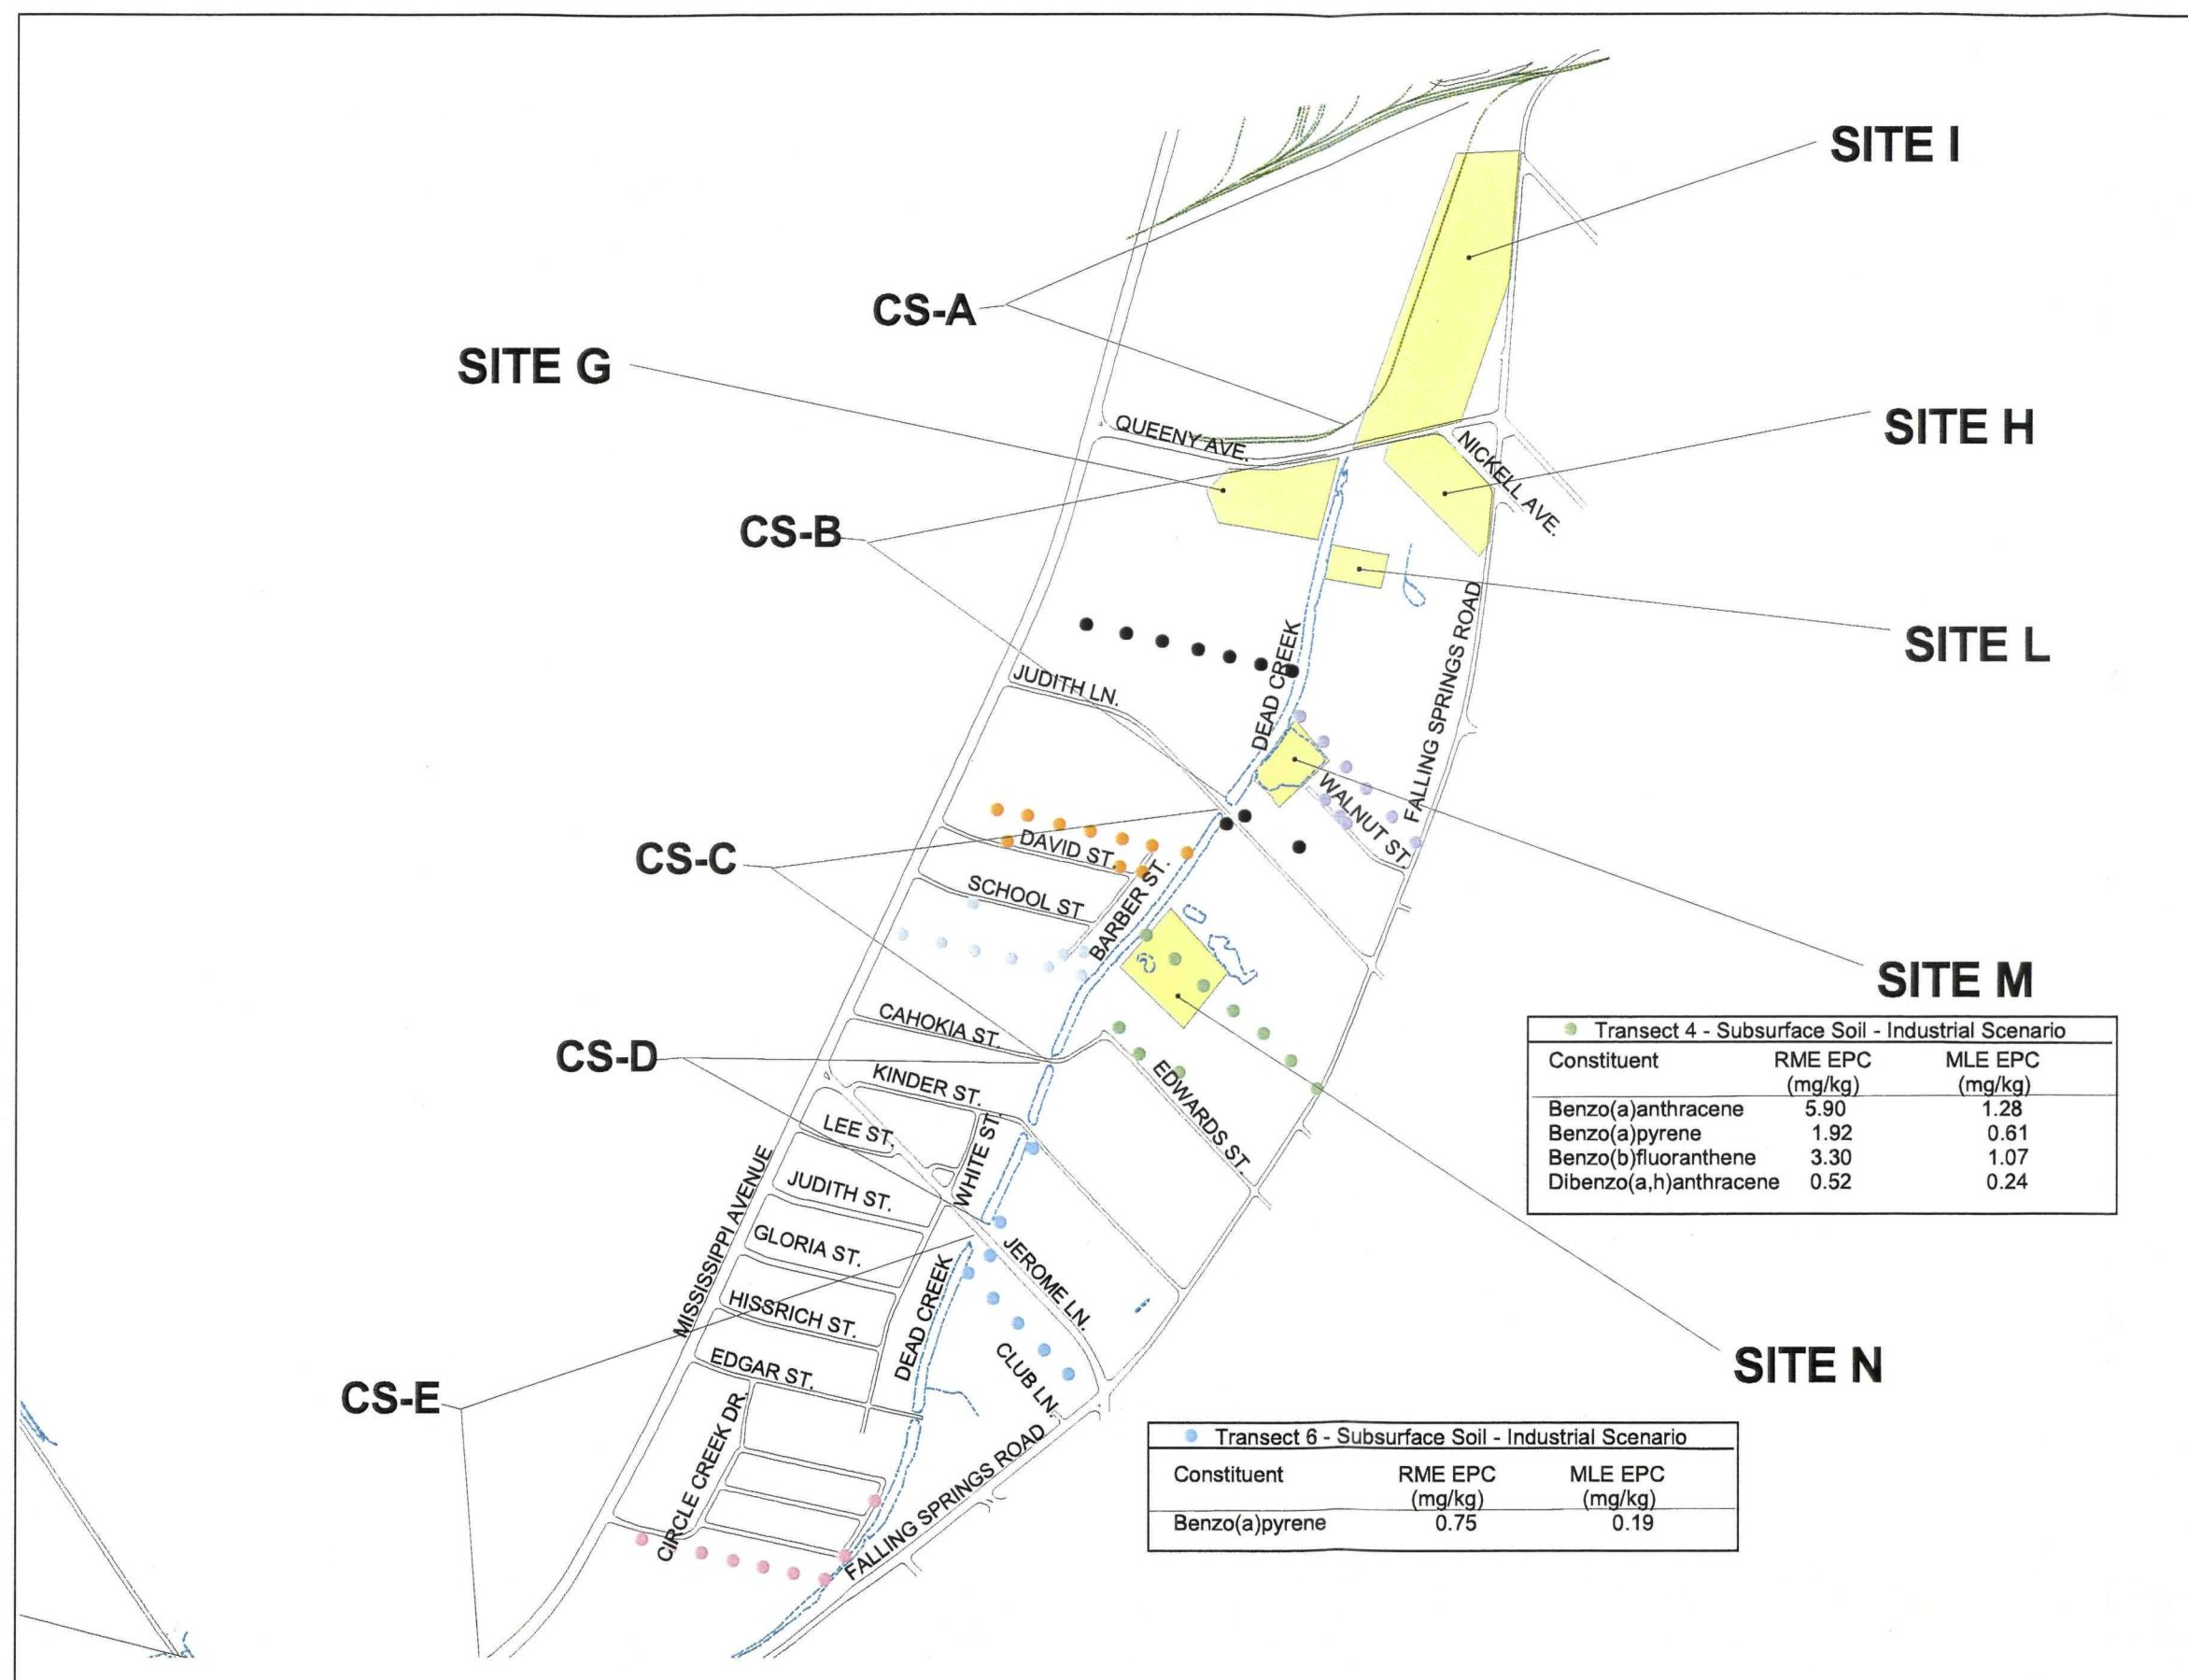 SITE I
CS-A
SITE G
QUEENY AVE.
SITE H
NICKELL AVE.
CS-B
SITE L
DEAD CREEK
FALLING SPRINGS ROAD
JUDITH LN.
WALNUT ST.
DAVID ST.
CS-C
SCHOOL ST
BARBER ST.
SITE M
CAHOKIA ST.
CS-D
KINDER ST.
EDWARDS ST.
LEE ST.
WHITE ST.
MISSISSIPPI AVENUE
JUDITH ST.
GLORIA ST.
JEROME LN.
HISSRICH ST.
DEAD CREEK
CLUB LN.
EDGAR ST.
SITE N
CS-E
CIRCLE CREEK DR.
FALLING SPRINGS ROAD
Transect 4 - Subsurface Soil - Industrial Scenario
Constituent RME EPC MLE EPC
(mg/kg) (mg/kg)
Benzo(a)anthracene 5.90 1.28
Benzo(a)pyrene 1.92 0.61
Benzo(b)fluoranthene 3.30 1.07
Dibenzo(a,h)anthracene 0.52 0.24
Transect 6 - Subsurface Soil - Industrial Scenario
Constituent RME EPC MLE EPC
(mg/kg) (mg/kg)
Benzo(a)pyrene 0.75 0.19